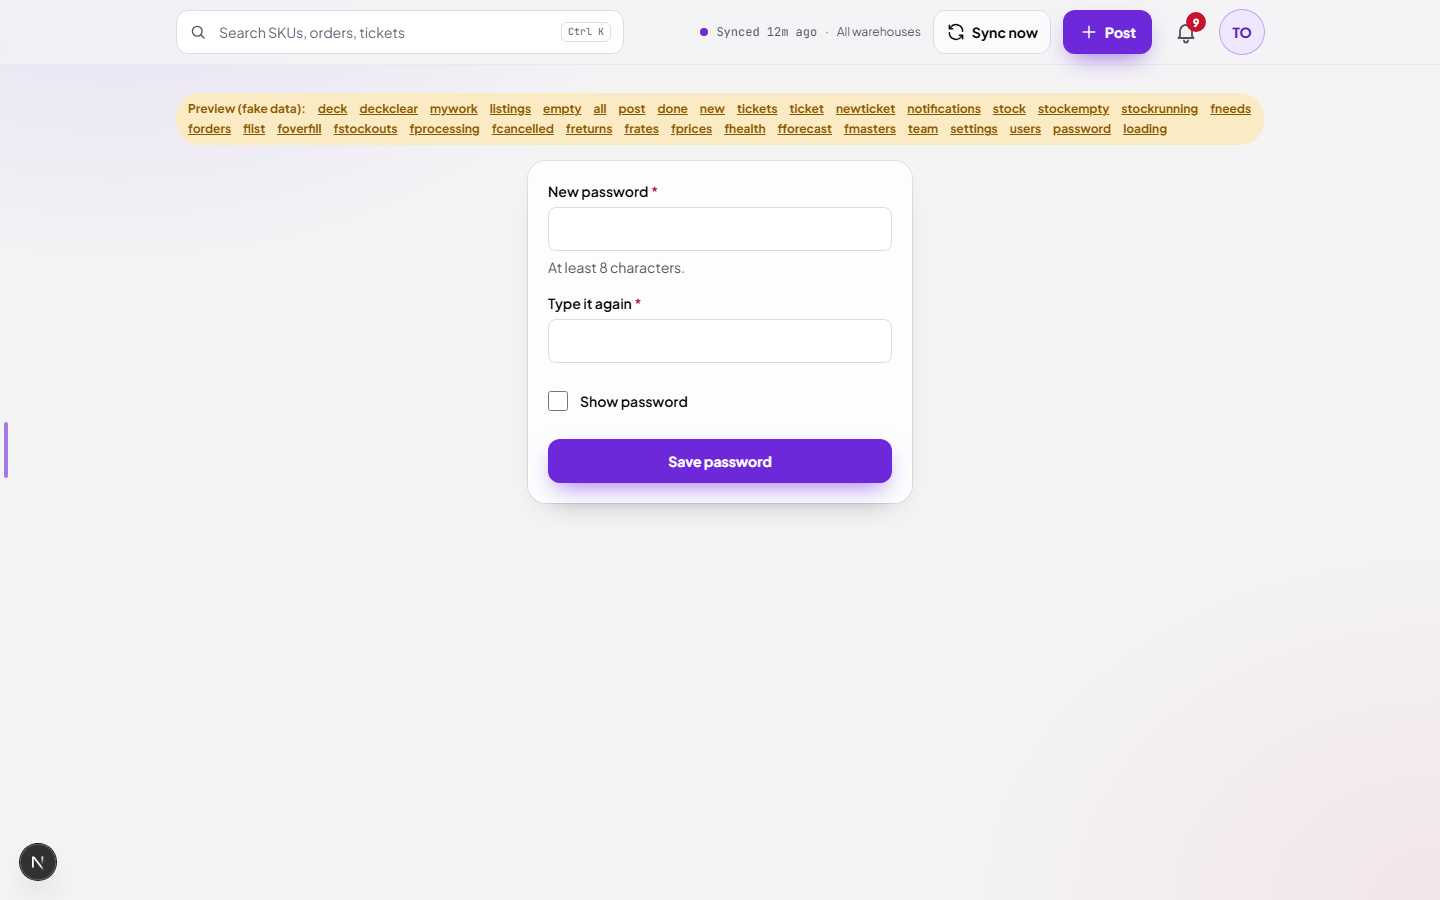 Search SKUs, orders, tickets
Ctrl K
Synced 12m ago · All warehouses
Sync now
Post
9
TO
Preview (fake data): deck deckclear mywork listings empty all post done new tickets ticket newticket notifications stock stockempty stockrunning fneeds
forders flist foverfill fstockouts fprocessing fcancelled freturns frates fprices fhealth fforecast fmasters team settings users password loading
New password *
At least 8 characters.
Type it again *
Show password
Save password
N